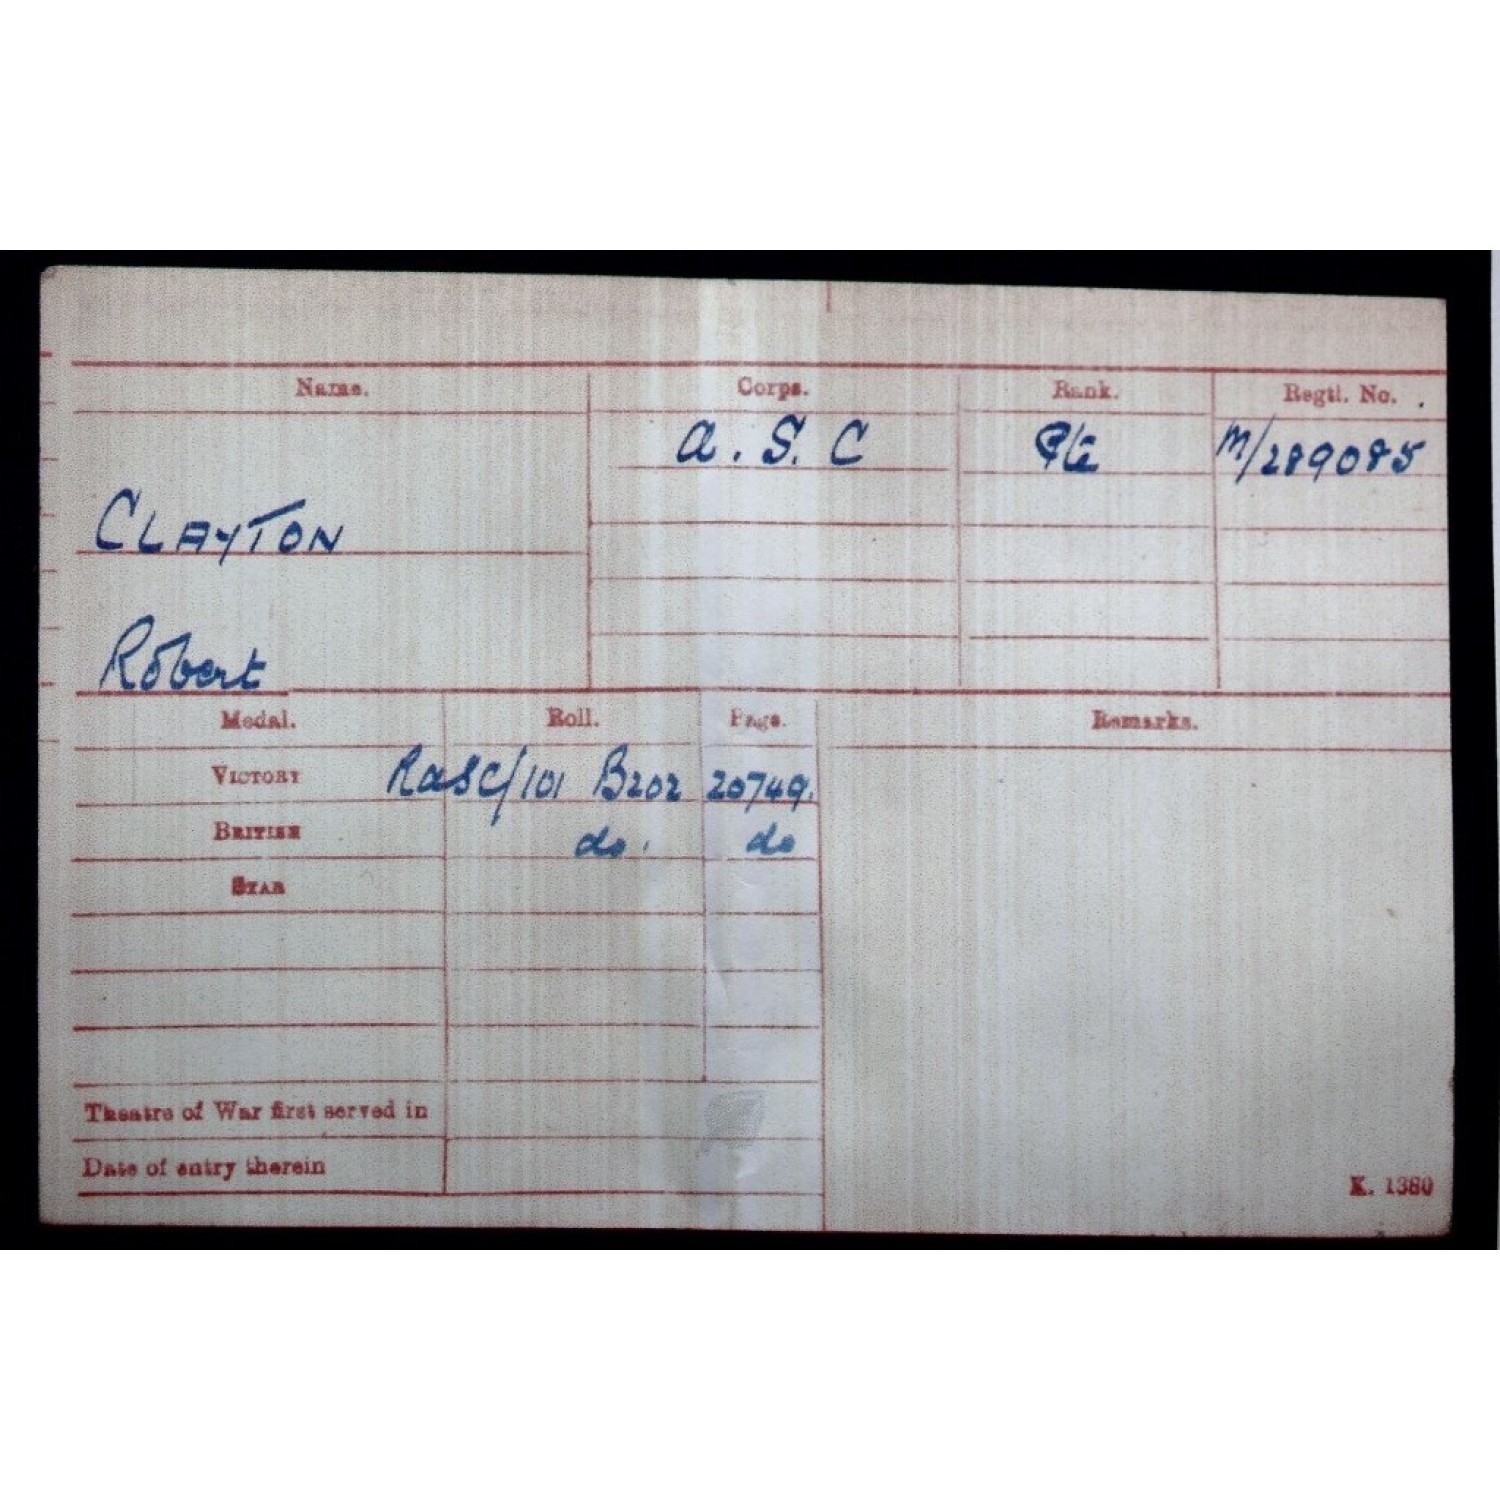 Name. Corps. Rank. Regtl. No.
A. S. C Pte M/289085
CLAYTON
Robert
Medal. Roll. Page. Remarks.
VICTORY RASC/101 B202 20749.
BRITISH do. do
STAR
Theatre of War first served in
Date of entry therein
K. 1380